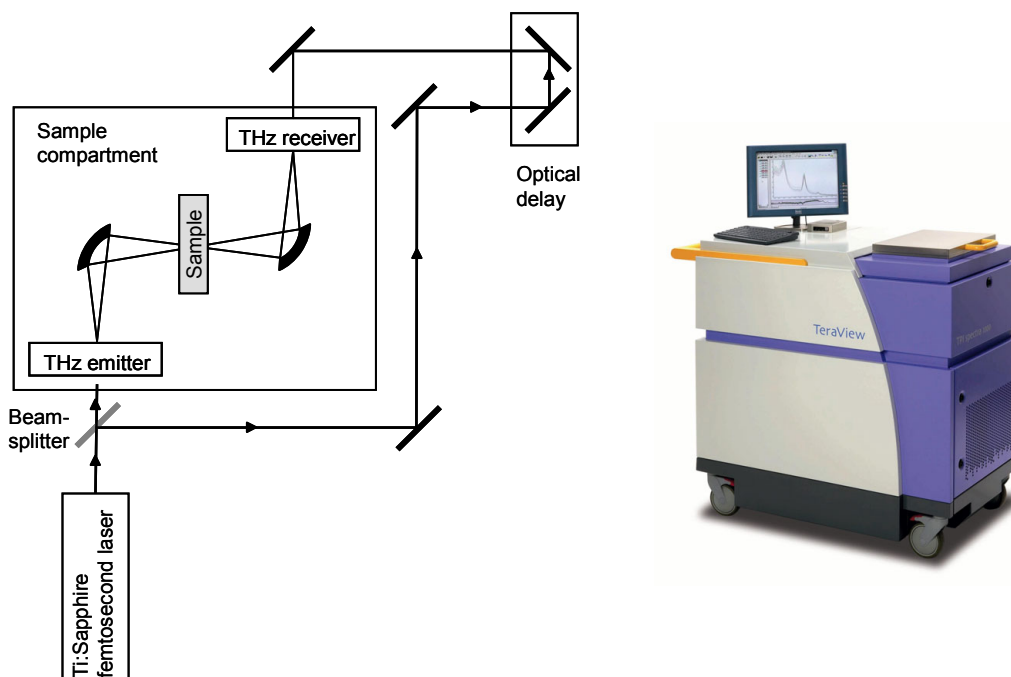 Sample
compartment
THz receiver
Optical
delay
Sample
THz emitter
Beam-
splitter
Ti:Sapphire
femtosecond laser
TeraView